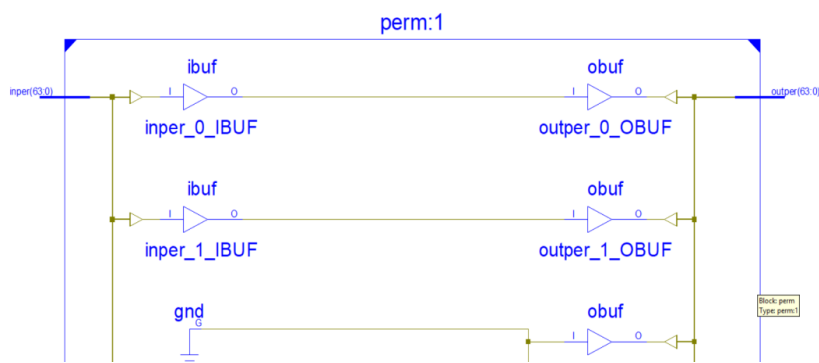 perm:1
ibuf
obuf
inper(63:0)
I
O
I
O
outper(63:0)
inper_0_IBUF
outper_0_OBUF
ibuf
obuf
I
O
I
O
inper_1_IBUF
outper_1_OBUF
Block: perm
Type: perm:1
gnd
obuf
G
I
O